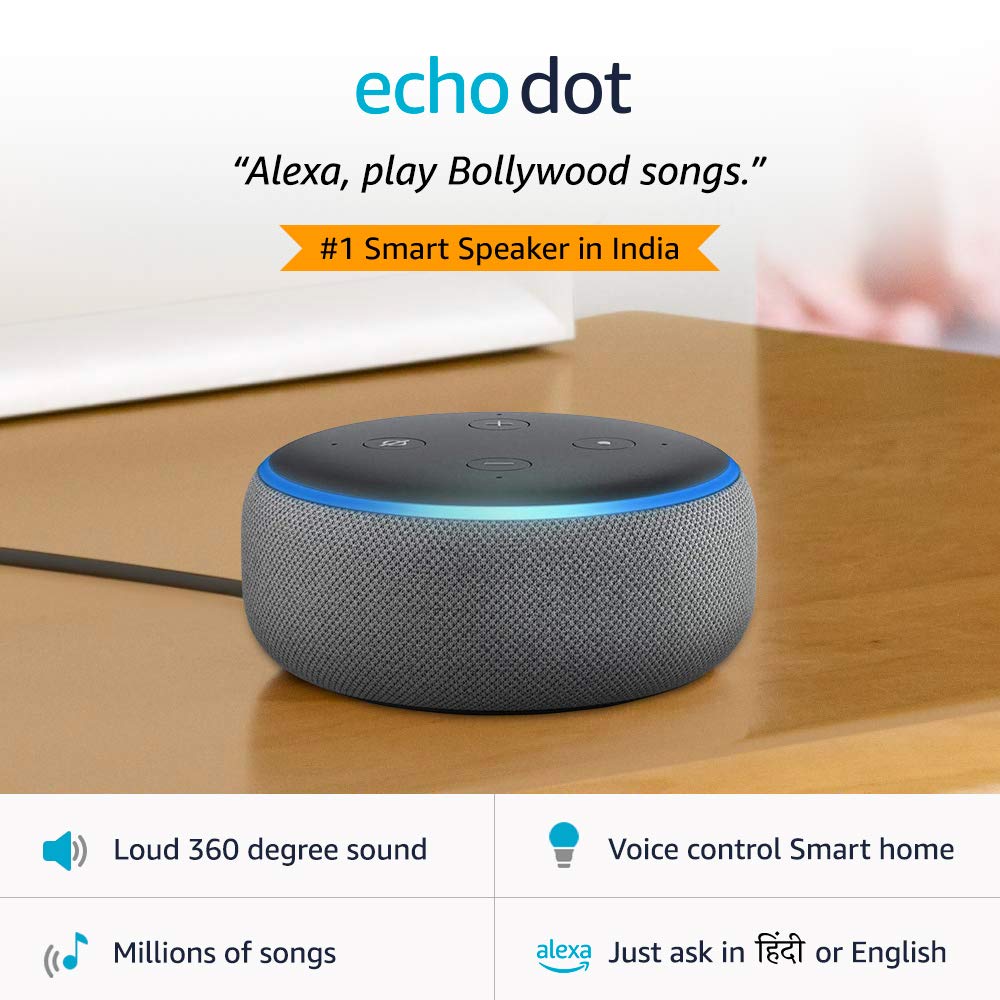 echo dot
“Alexa, play Bollywood songs.”
#1 Smart Speaker in India
Loud 360 degree sound
Voice control Smart home
Millions of songs
alexa
Just ask in हिंदी or English